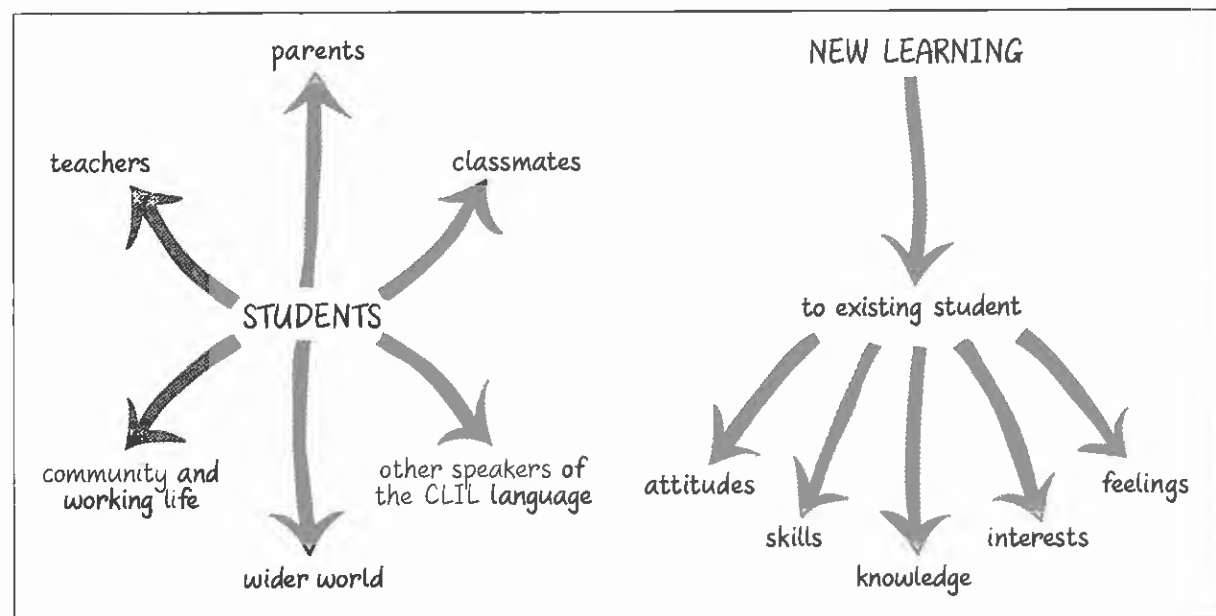 parents
teachers
classmates
STUDENTS
community and
working life
other speakers of
the CLIL language
wider world
NEW LEARNING
to existing student
attitudes
skills
knowledge
interests
feelings